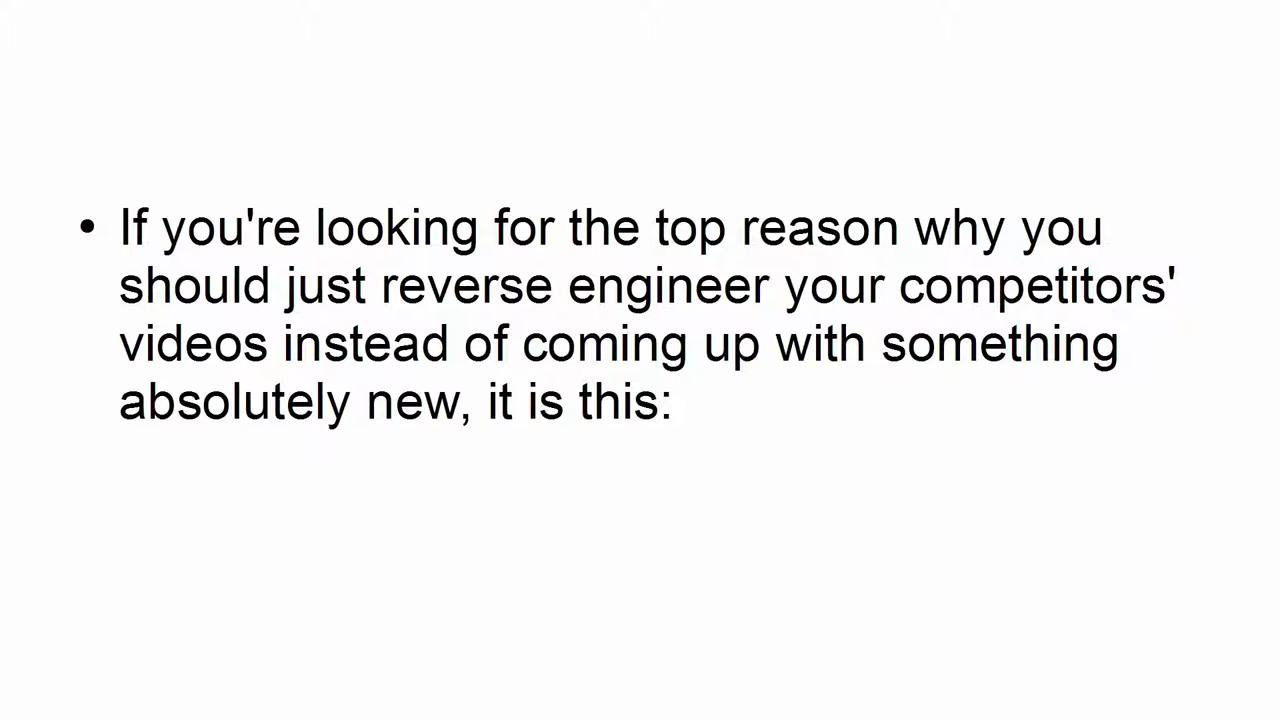 • If you're looking for the top reason why you
should just reverse engineer your competitors'
videos instead of coming up with something
absolutely new, it is this: